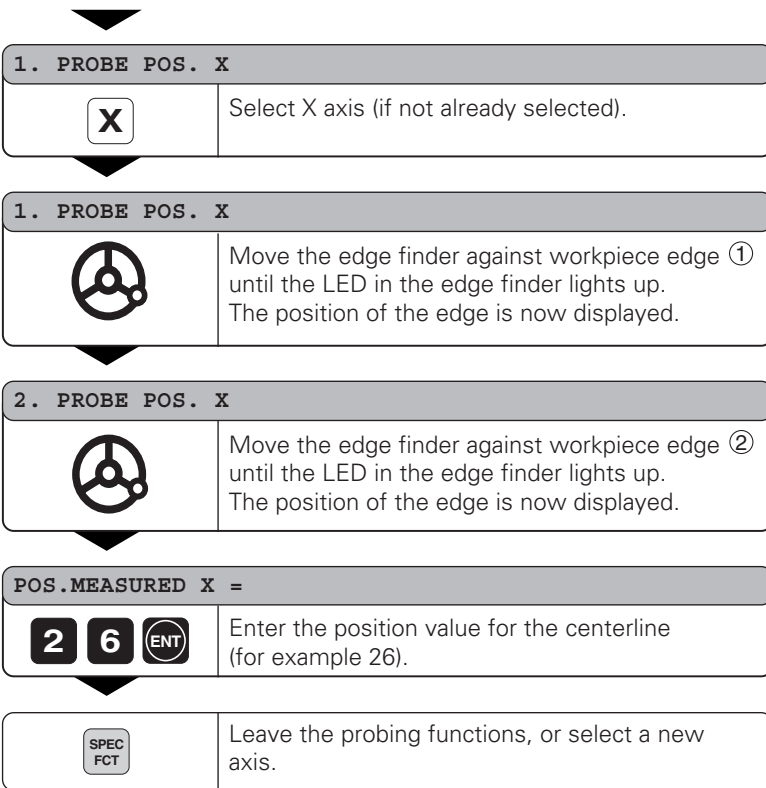 1. PROBE POS. X
X
Select X axis (if not already selected).
1. PROBE POS. X
Move the edge finder against workpiece edge ①
until the LED in the edge finder lights up.
The position of the edge is now displayed.
2. PROBE POS. X
Move the edge finder against workpiece edge ②
until the LED in the edge finder lights up.
The position of the edge is now displayed.
POS.MEASURED X =
2 6 ENT
Enter the position value for the centerline
(for example 26).
SPEC
FCT
Leave the probing functions, or select a new
axis.